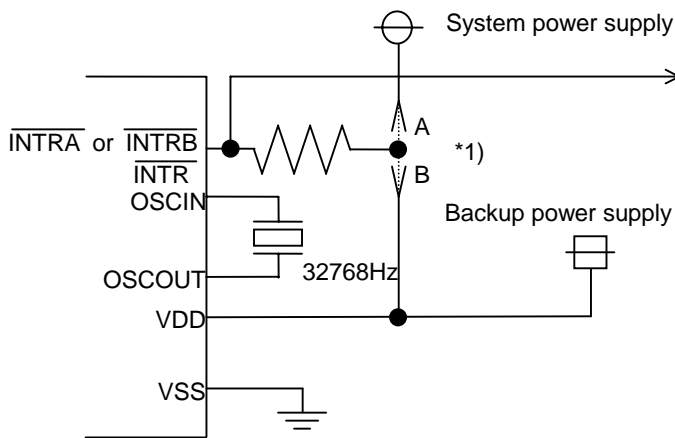 System power supply
A
INTRA or INTRB
*1)
INTR
B
OSCIN
Backup power supply
OSCOUT
32768Hz
VDD
VSS